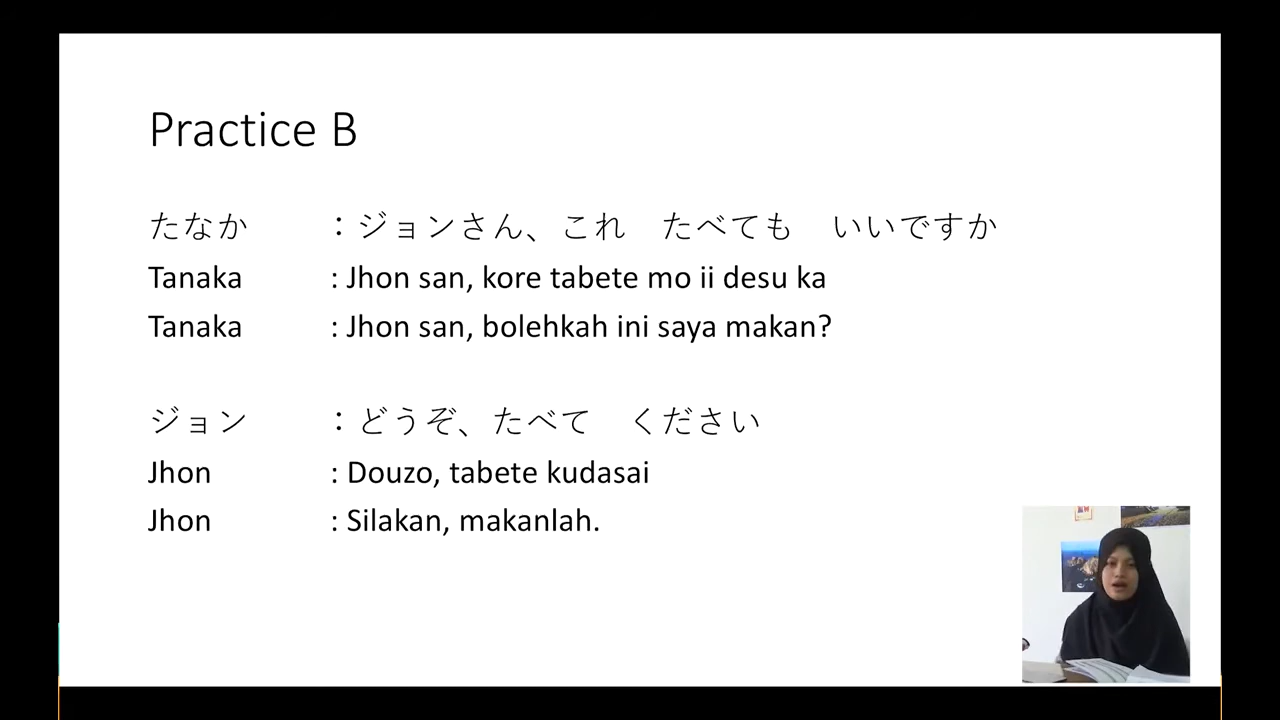 Practice B
たなか ：ジョンさん、これ　たべても　いいですか
Tanaka : Jhon san, kore tabete mo ii desu ka
Tanaka : Jhon san, bolehkah ini saya makan?
ジョン ：どうぞ、たべて　ください
Jhon : Douzo, tabete kudasai
Jhon : Silakan, makanlah.